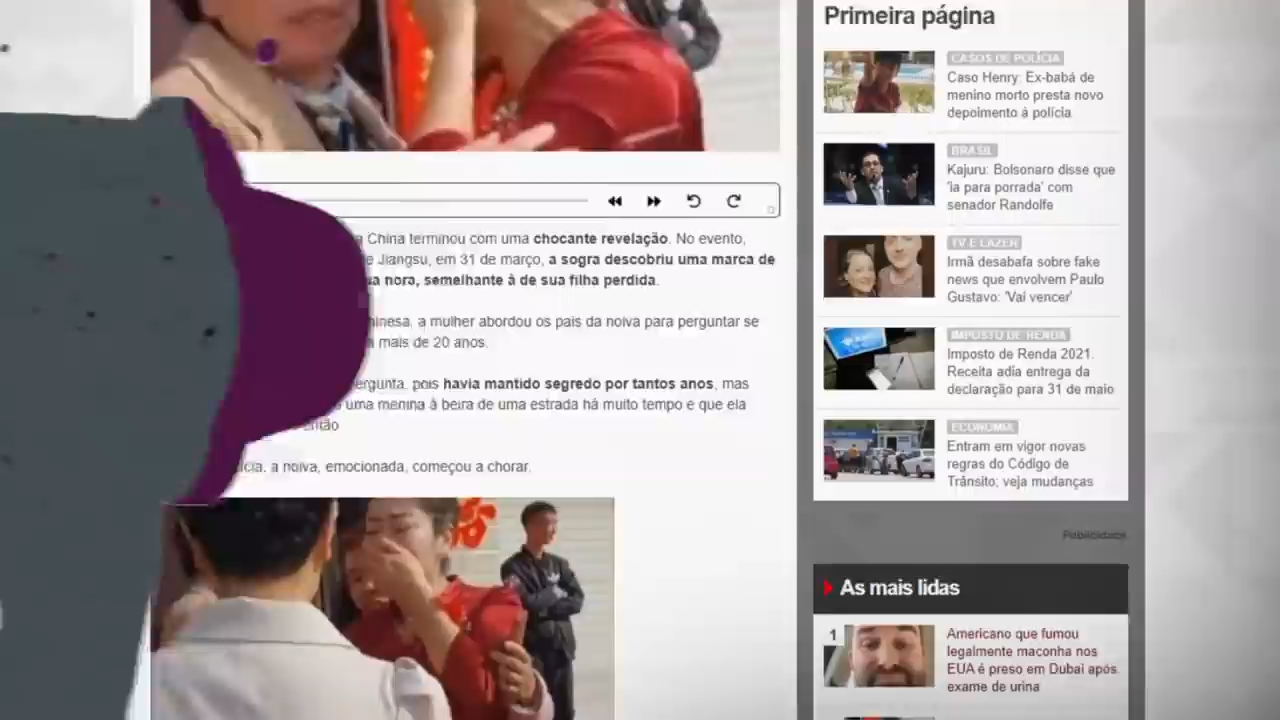 China terminou com uma chocante revelação. No evento,
Jiangsu, em 31 de março, a sogra descobriu uma marca de
nora, semelhante à de sua filha perdida.
a mulher abordou os pais da noiva para perguntar se
mais de 20 anos.
pois havia mantido segredo por tantos anos, mas
uma menina à beira de uma estrada há muito tempo e que ela
então
a noiva, emocionada, começou a chorar.
Primeira página
CASOS DE POLÍCIA
Caso Henry: Ex-babá de
menino morto presta novo
depoimento à polícia
BRASIL
Kajuru: Bolsonaro disse que
'ia para porrada' com
senador Randolfe
TV E LAZER
Irmã desabafa sobre fake
news que envolvem Paulo
Gustavo: 'Vai vencer'
IMPOSTO DE RENDA
Imposto de Renda 2021.
Receita adia entrega da
declaração para 31 de maio
ECONOMIA
Entram em vigor novas
regras do Código de
Trânsito; veja mudanças
Publicidade
As mais lidas
1
Americano que fumou
legalmente maconha nos
EUA é preso em Dubai após
exame de urina